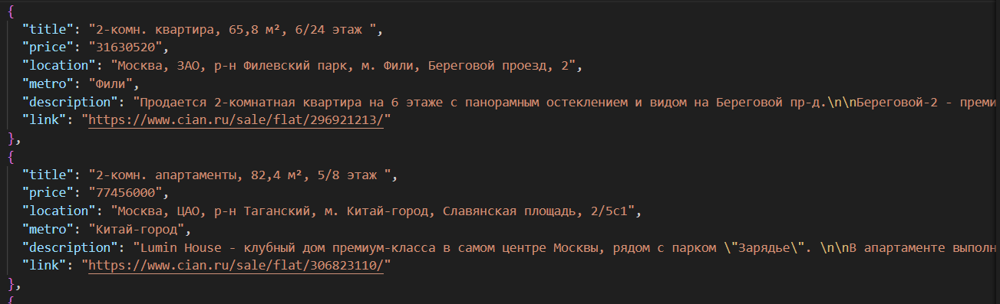 {
"title": "2-комн. квартира, 65,8 м², 6/24 этаж ",
"price": "31630520",
"location": "Москва, ЗАО, р-н Филевский парк, м. Фили, Береговой проезд, 2",
"metro": "Фили",
"description": "Продается 2-комнатная квартира на 6 этаже с панорамным остеклением и видом на Береговой пр-д.\n\nБереговой-2 - преми
"link": "https://www.cian.ru/sale/flat/296921213/"
},
{
"title": "2-комн. апартаменты, 82,4 м², 5/8 этаж ",
"price": "77456000",
"location": "Москва, ЦАО, р-н Таганский, м. Китай-город, Славянская площадь, 2/5с1",
"metro": "Китай-город",
"description": "Lumin House - клубный дом премиум-класса в самом центре Москвы, рядом с парком \"Зарядье\". \n\nВ апартаменте выполн
"link": "https://www.cian.ru/sale/flat/306823110/"
},
{